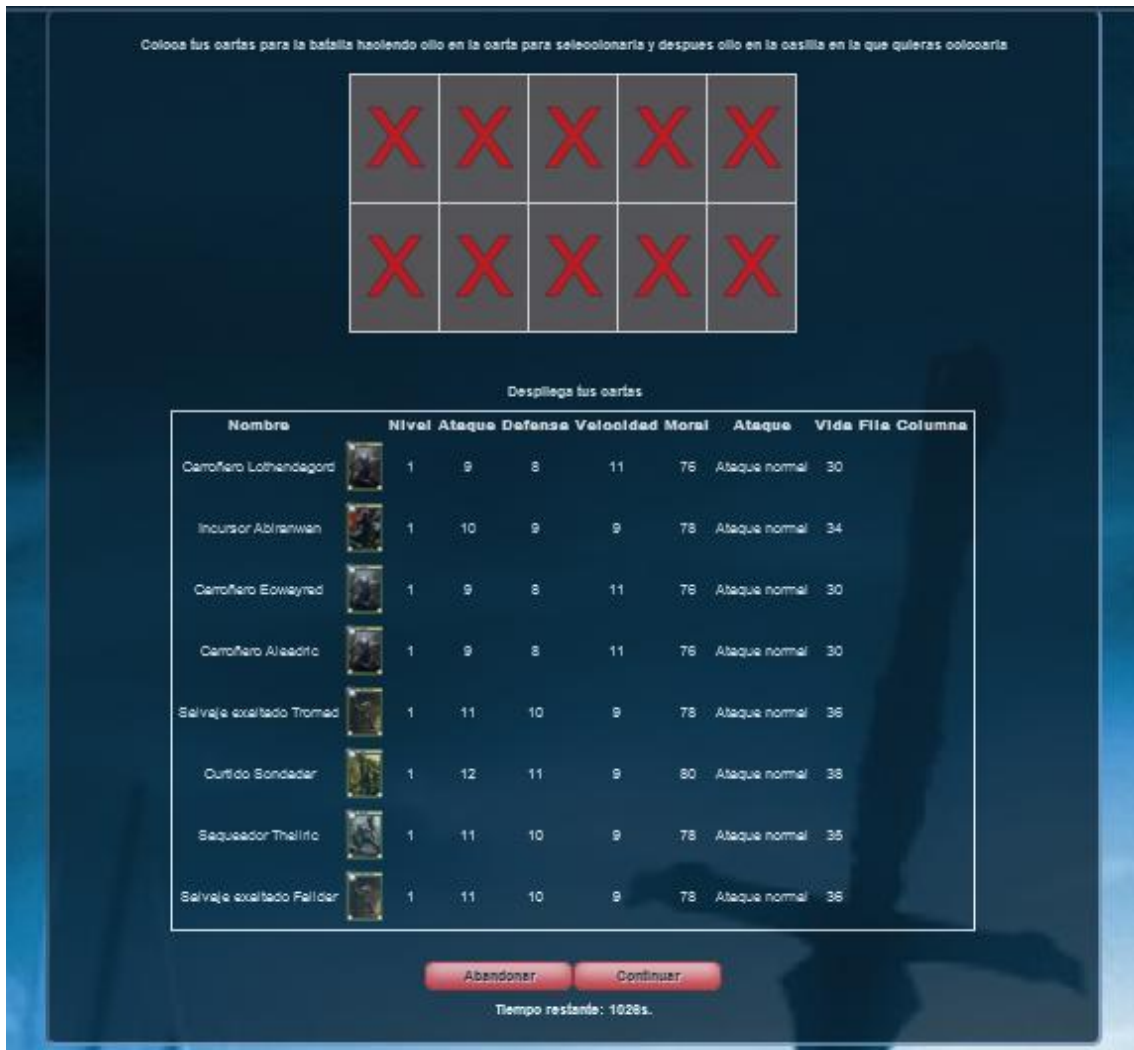 Coloca tus cartas para la batalla haciendo clic en la carta para seleccionarla y despues clic en la casilla en la que quieras colocarla
X X X X X
X X X X X
Despliega tus cartas
Nombre Nivel Ataque Defensa Velocidad Moral Ataque Vida Fila Columna
Carroñero Lothendagord 1 9 8 11 76 Ataque normal 30
Incursor Abiranwen 1 10 9 9 78 Ataque normal 34
Carroñero Eoweyred 1 9 8 11 76 Ataque normal 30
Carroñero Aleadric 1 9 8 11 76 Ataque normal 30
Salvaje exaltado Tromad 1 11 10 9 78 Ataque normal 36
Curtido Sondadar 1 12 11 9 80 Ataque normal 38
Saqueador Thellric 1 11 10 9 78 Ataque normal 35
Salvaje exaltado Failder 1 11 10 9 78 Ataque normal 36
Abandonar Continuar
Tiempo restante: 1026s.